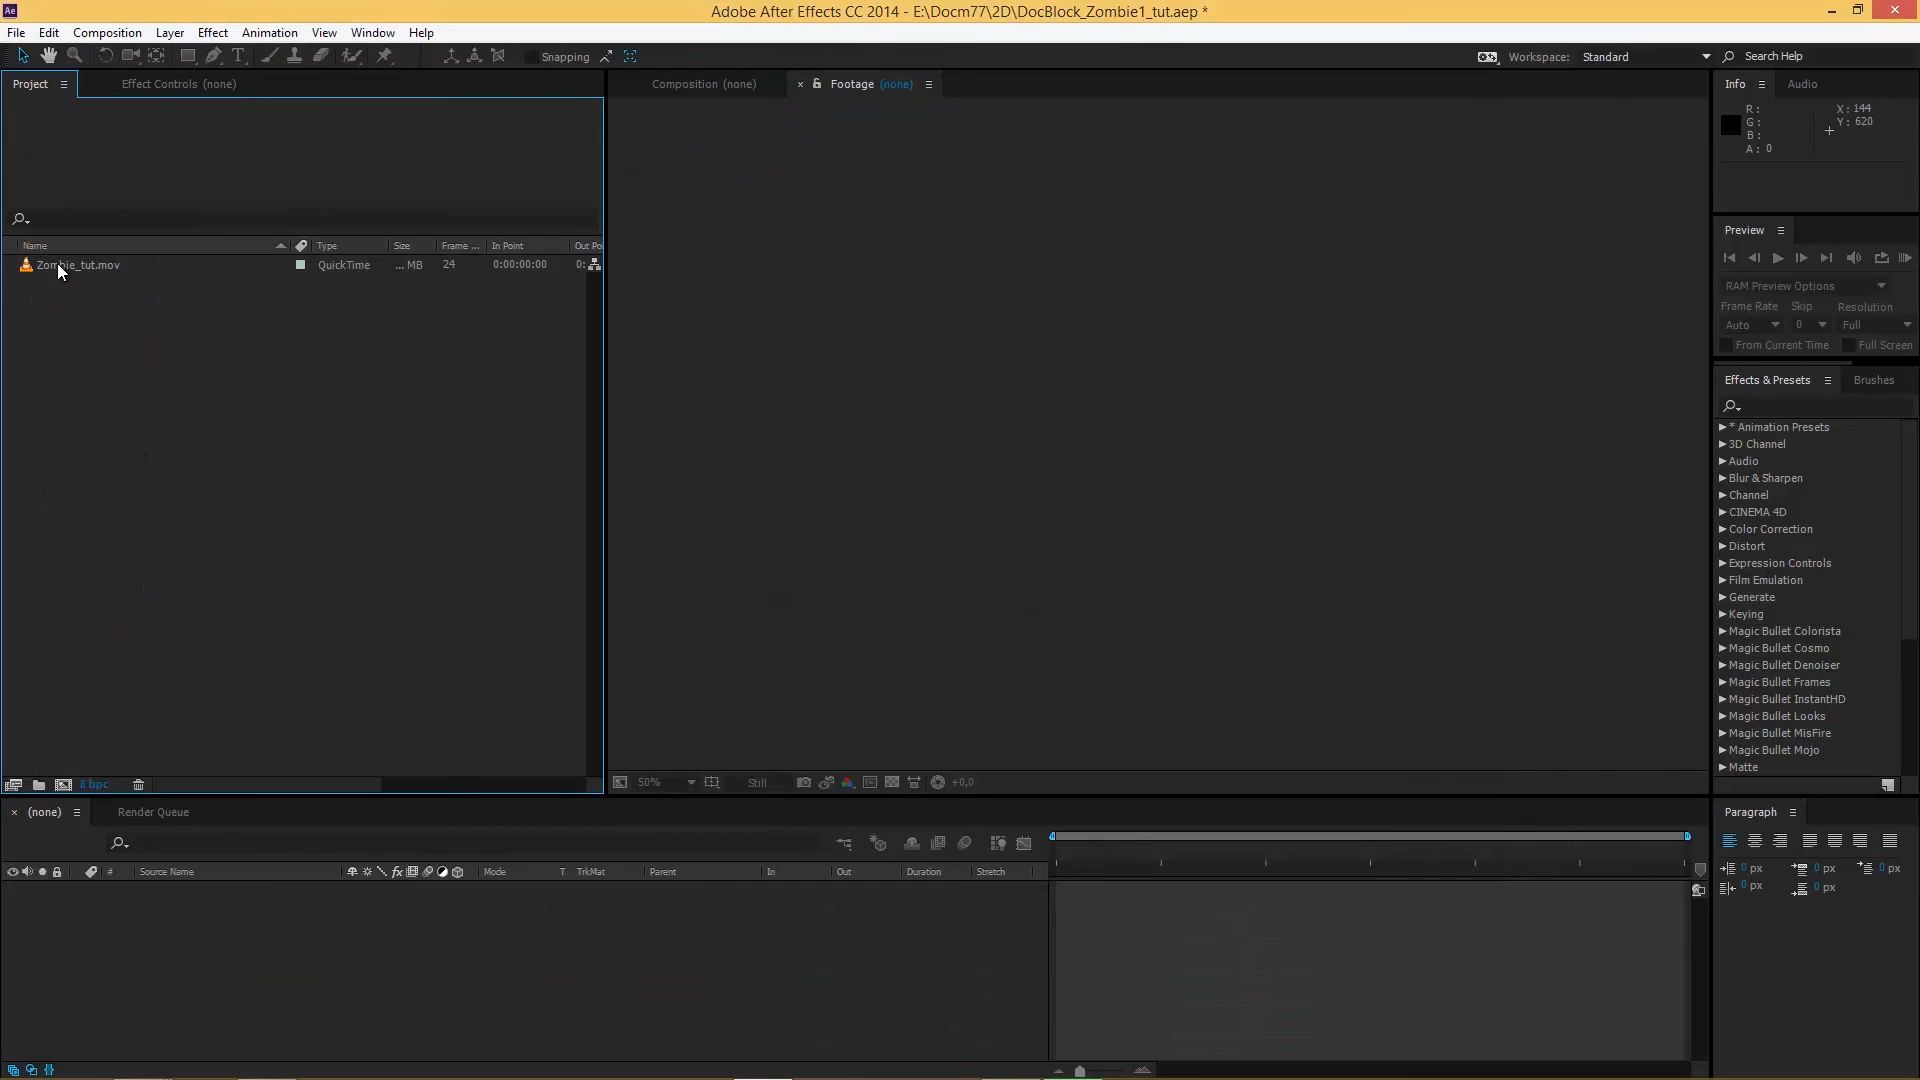 Ae
Adobe After Effects CC 2014 - E:\Docm77\2D\DocBlock_Zombie1_tut.aep *
File Edit Composition Layer Effect Animation View Window Help
T Snapping Workspace: Standard Search Help
Project Effect Controls (none) Composition (none) × Footage (none) Info Audio
R:
G:
B:
A: 0
X: 144
Y: 620
Preview
Name Type Size Frame ... In Point Out Po
Zombie_tut.mov QuickTime ... MB 24 0:00:00:00 0:
RAM Preview Options
Frame Rate Skip Resolution
Auto 0 Full
From Current Time Full Screen
Effects & Presets Brushes
* Animation Presets
3D Channel
Audio
Blur & Sharpen
Channel
CINEMA 4D
Color Correction
Distort
Expression Controls
Film Emulation
Generate
Keying
Magic Bullet Colorista
Magic Bullet Cosmo
Magic Bullet Denoiser
Magic Bullet Frames
Magic Bullet InstantHD
Magic Bullet Looks
Magic Bullet MisFire
Magic Bullet Mojo
Matte
8 bpc 50% Still +0,0
× (none) Render Queue Paragraph
# Source Name fx Mode T TrkMat Parent In Out Duration Stretch
0 px 0 px 0 px
0 px 0 px